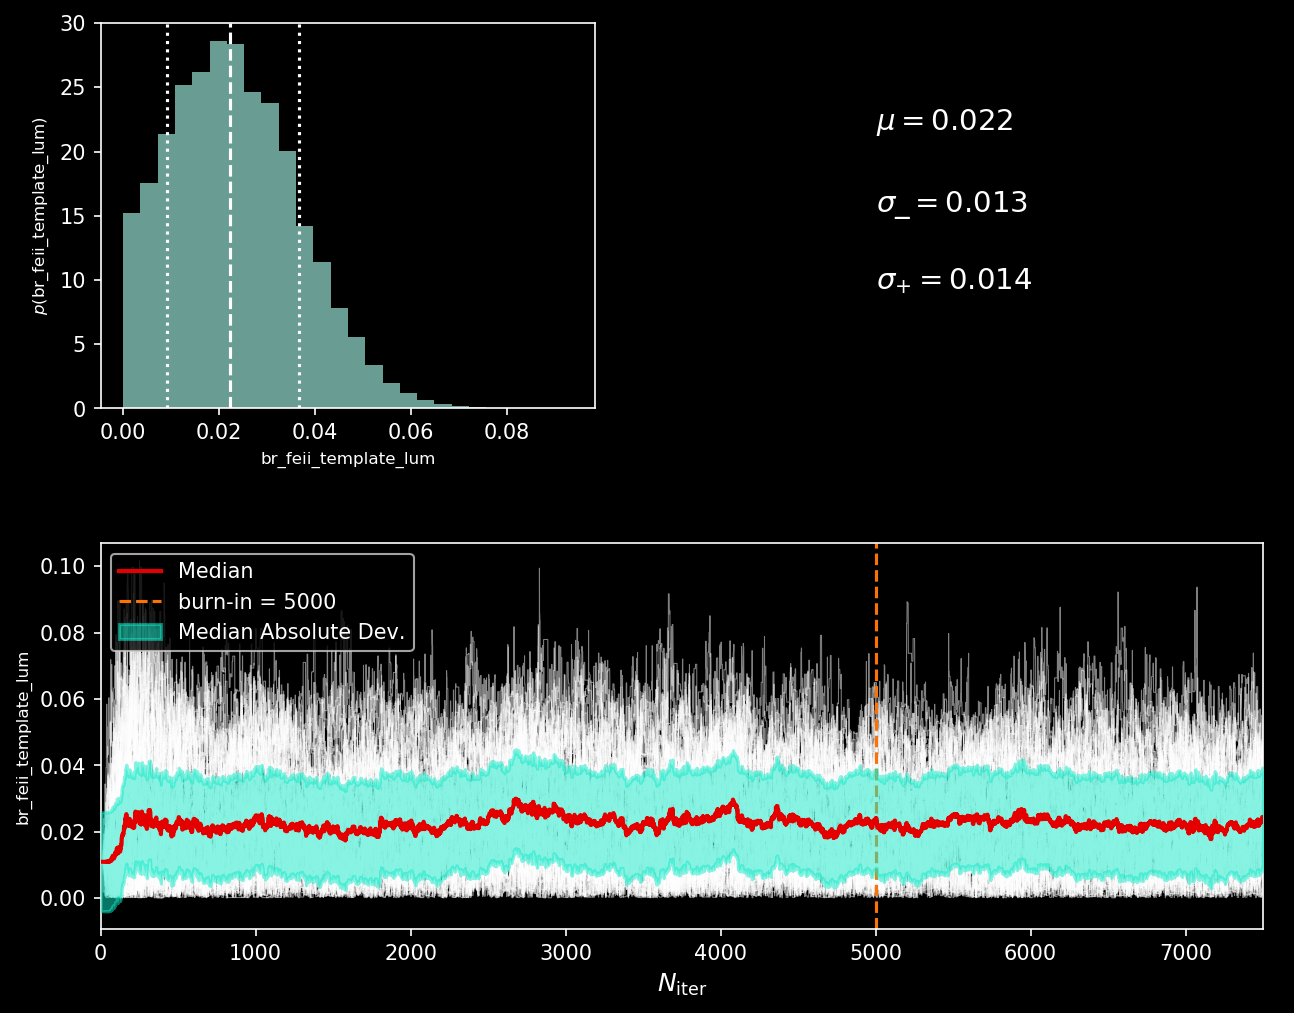 30
25
20
15
10
5
0
p(br_feii_template_lum)
0.00 0.02 0.04 0.06 0.08
br_feii_template_lum
μ = 0.022
σ₋ = 0.013
σ₊ = 0.014
Median
burn-in = 5000
Median Absolute Dev.
0.10
0.08
0.06
0.04
0.02
0.00
br_feii_template_lum
0 1000 2000 3000 4000 5000 6000 7000
N_iter